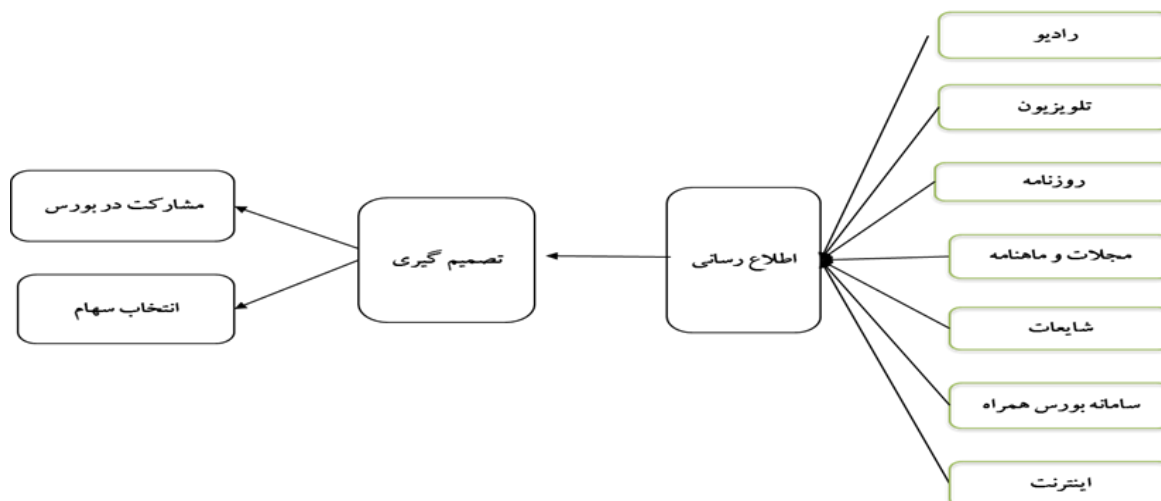 رادیو
تلویزیون
روزنامه
مجلات و ماهنامه
شایعات
سامانه بورس همراه
اینترنت
اطلاع رسانی
تصمیم گیری
مشارکت در بورس
انتخاب سهام